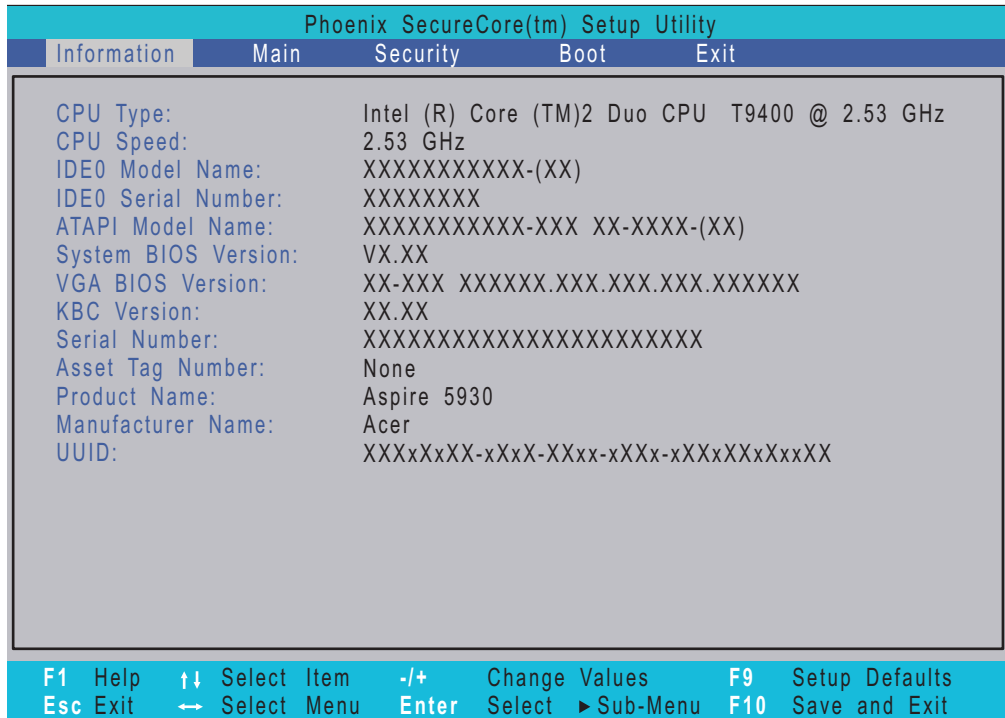 Phoenix SecureCore(tm) Setup Utility
Information Main Security Boot Exit
CPU Type: Intel (R) Core (TM)2 Duo CPU T9400 @ 2.53 GHz
CPU Speed: 2.53 GHz
IDE0 Model Name: XXXXXXXXXXX-(XX)
IDE0 Serial Number: XXXXXXXX
ATAPI Model Name: XXXXXXXXXXX-XXX XX-XXXX-(XX)
System BIOS Version: VX.XX
VGA BIOS Version: XX-XXX XXXXXX.XXX.XXX.XXX.XXXXXX
KBC Version: XX.XX
Serial Number: XXXXXXXXXXXXXXXXXXXXXXX
Asset Tag Number: None
Product Name: Aspire 5930
Manufacturer Name: Acer
UUID: XXXxXxXX-xXxX-XXxx-xXXx-xXXxXXxXxxXX
F1 Help ↑↓ Select Item -/+ Change Values F9 Setup Defaults
Esc Exit ↔ Select Menu Enter Select ▶ Sub-Menu F10 Save and Exit